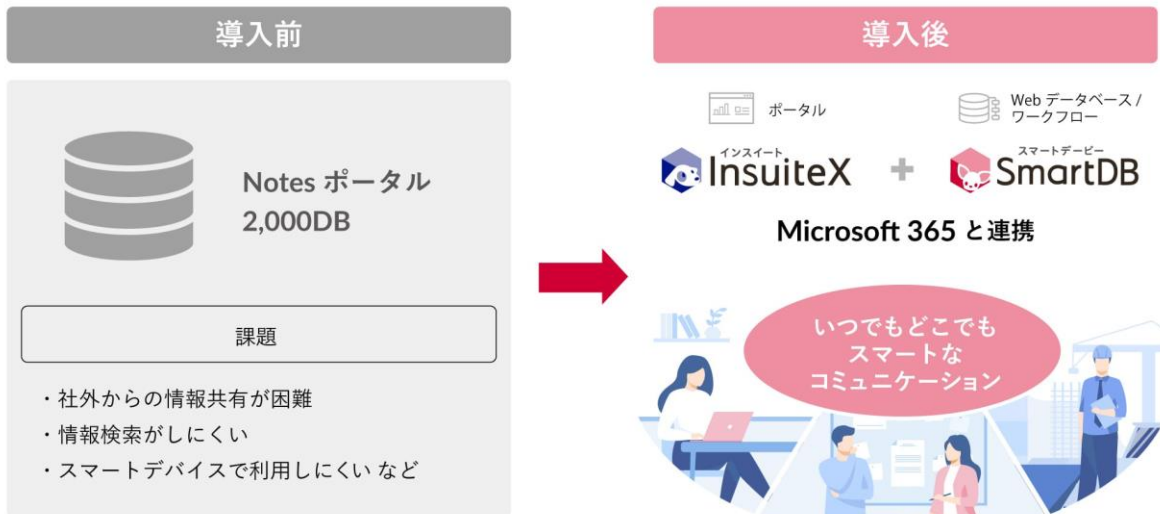 導入前
Notes ポータル
2,000DB
課題
・社外からの情報共有が困難
・情報検索がしにくい
・スマートデバイスで利用しにくい など
導入後
ポータル
Web データベース /
ワークフロー
インスイート
InsuiteX
+
スマートデービー
SmartDB
Microsoft 365 と連携
いつでもどこでも
スマートな
コミュニケーション